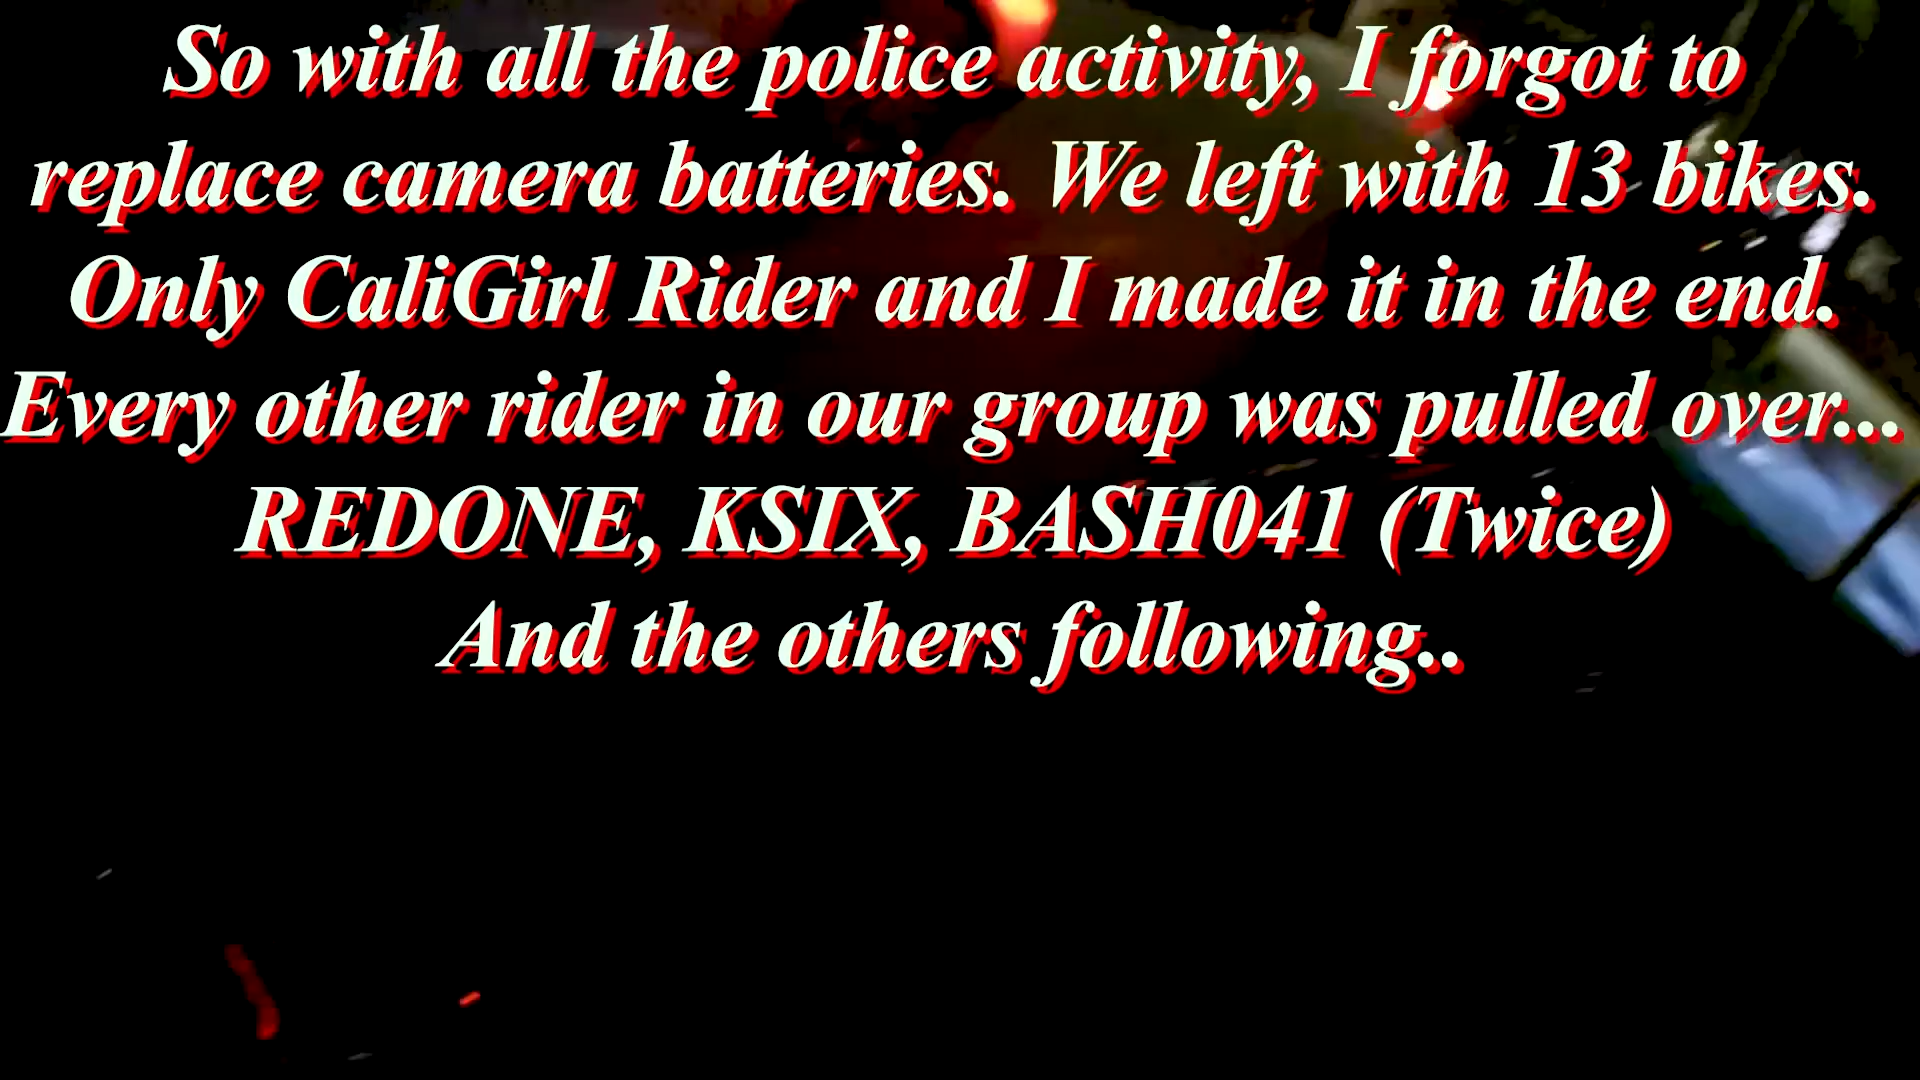 So with all the police activity, I forgot to
replace camera batteries. We left with 13 bikes.
Only CaliGirl Rider and I made it in the end.
Every other rider in our group was pulled over...
REDONE, KSIX, BASH041 (Twice)
And the others following..